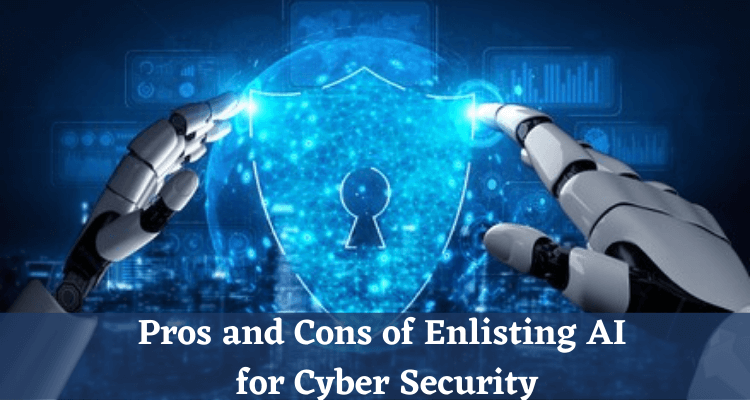 Pros and Cons of Enlisting AI
for Cyber Security